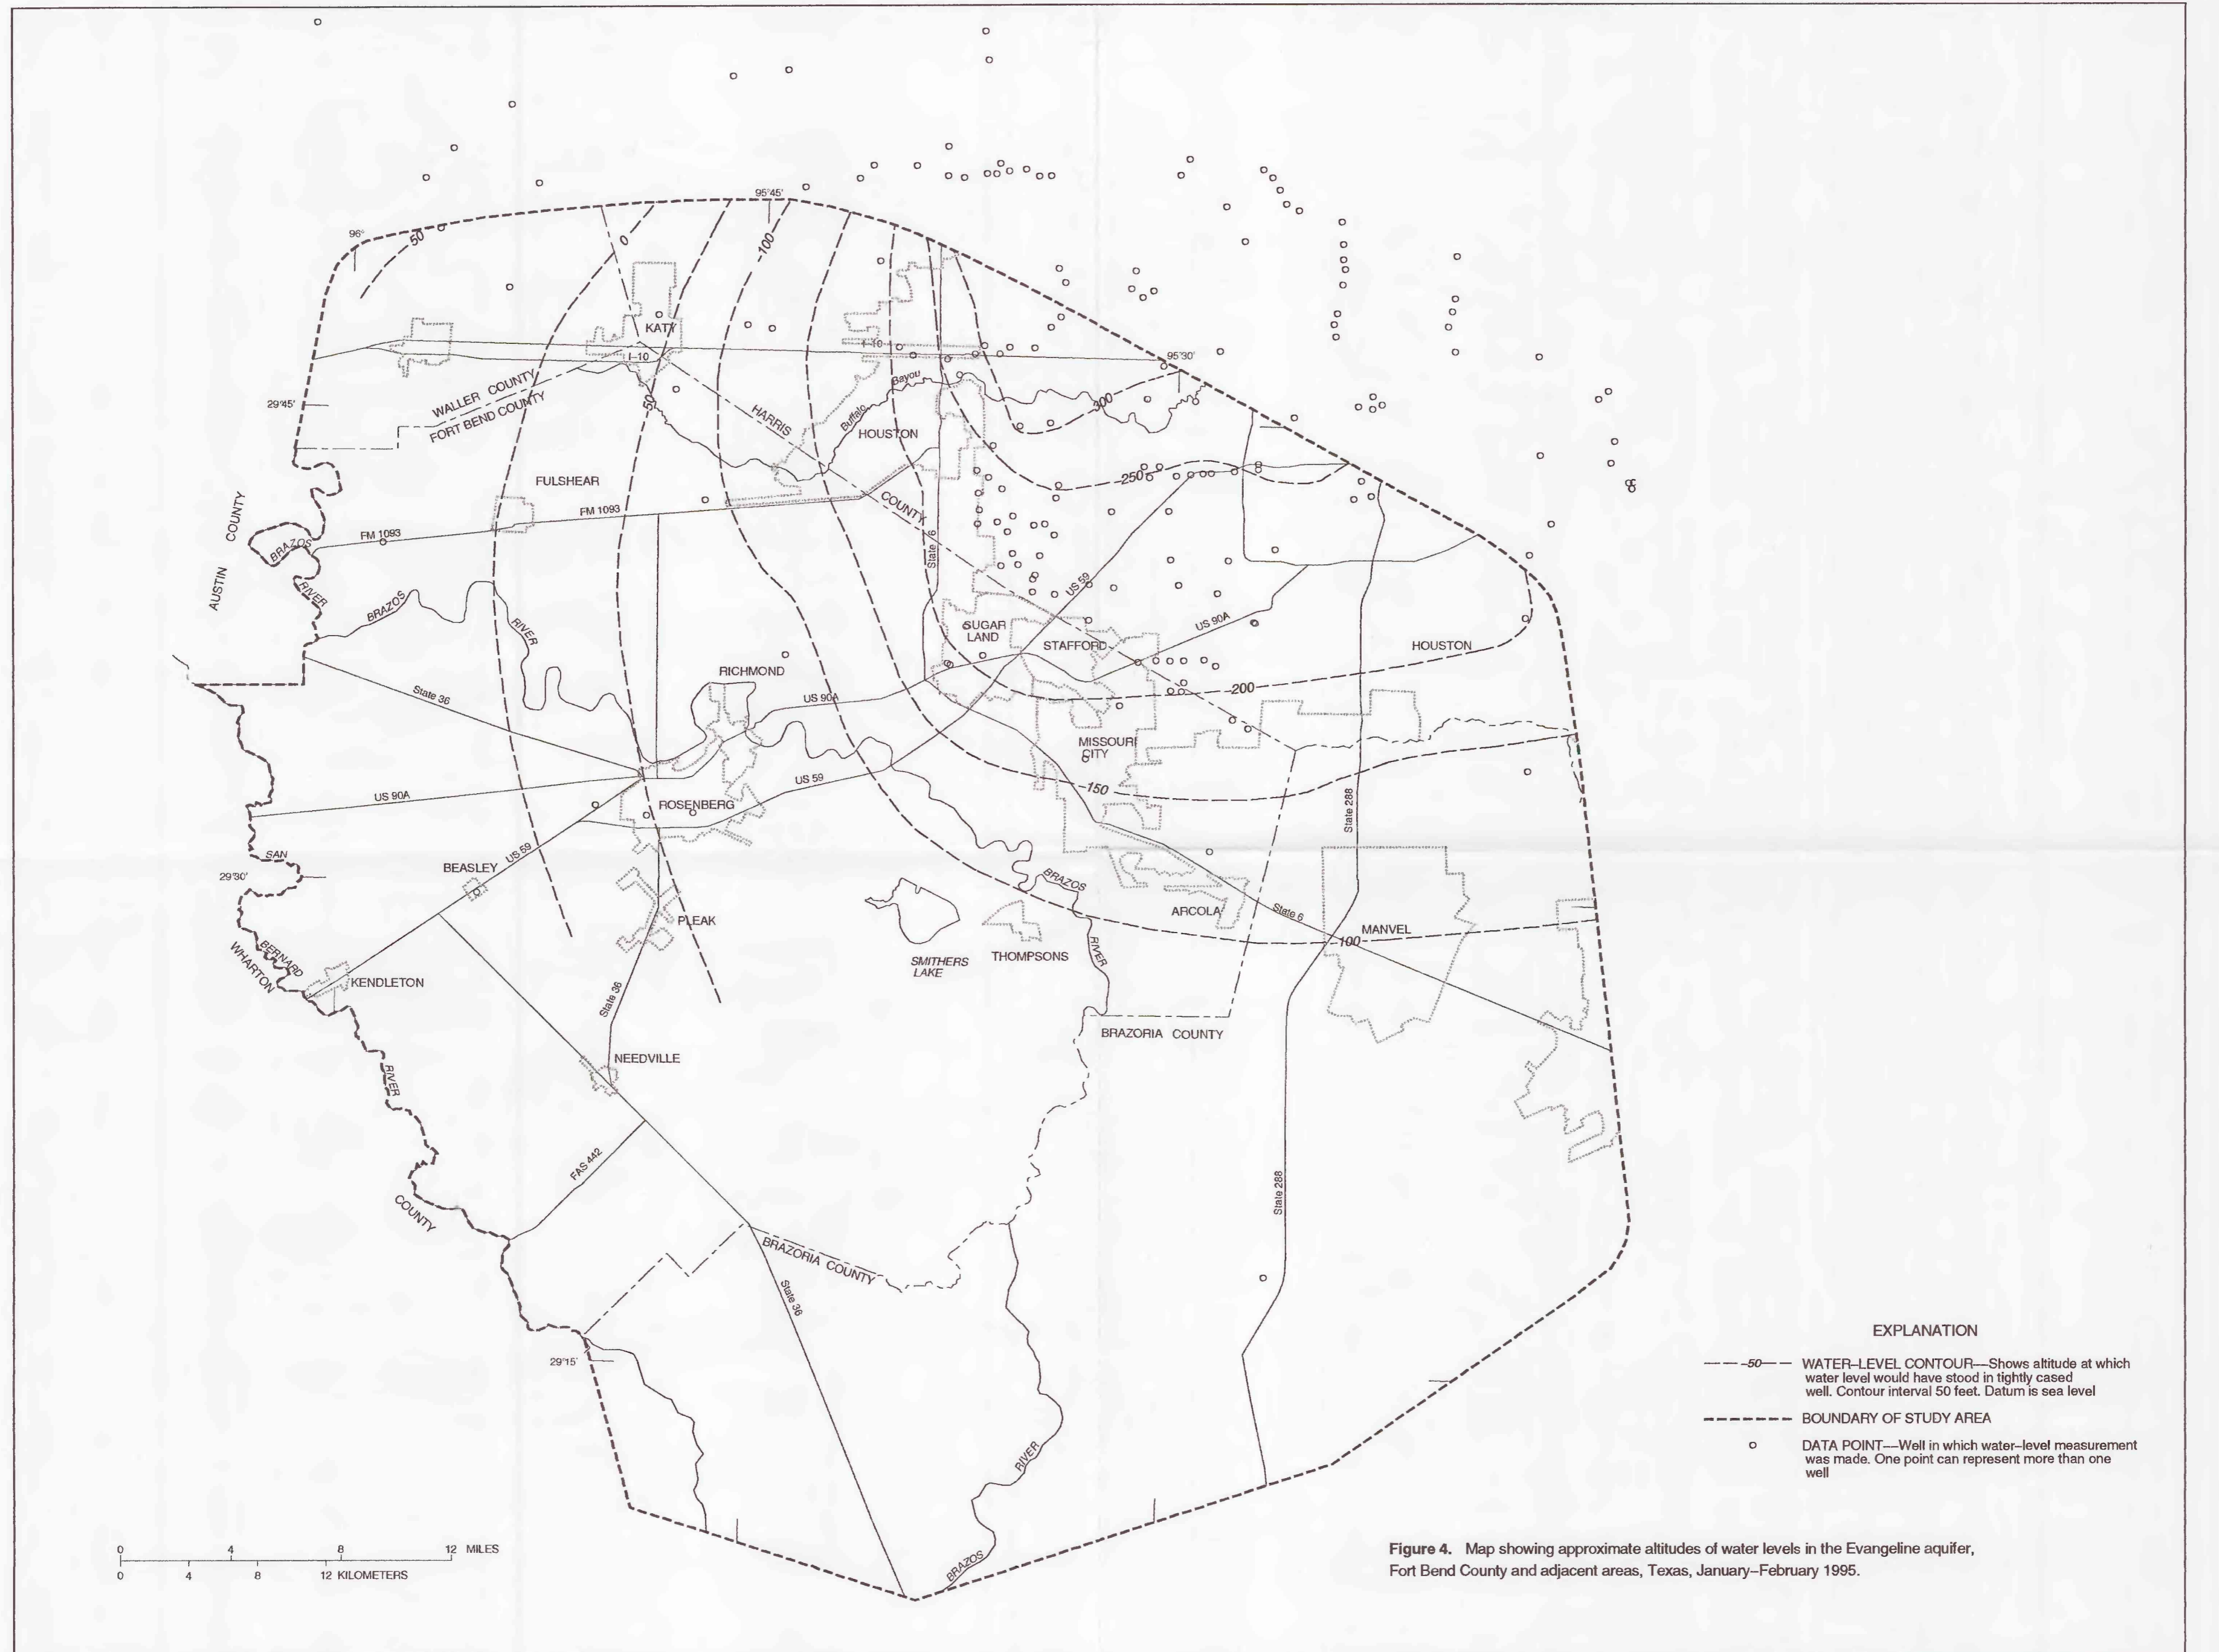 95°45'
96°
50
0
-100
KATY
I-10
I-10
95°30'
Bayou
29°45'
WALLER COUNTY
FORT BEND COUNTY
-50
HARRIS
Buffalo
-300
HOUSTON
FULSHEAR
-250
COUNTY
FM 1093
AUSTIN
COUNTY
FM 1093
BRAZOS
State 6
RIVER
BRAZOS
US 59
RIVER
SUGAR
LAND
US 90A
STAFFORD
HOUSTON
RICHMOND
State 36
US 90A
-200
MISSOURI
CITY
US 90A
US 59
-150
ROSENBERG
State 288
SAN
US 59
BEASLEY
29°30'
BRAZOS
PLEAK
ARCOLA
State 6
MANVEL
-100
BERNARD
WHARTON
RIVER
SMITHERS
LAKE
THOMPSONS
KENDLETON
State 36
BRAZORIA COUNTY
NEEDVILLE
RIVER
FAS 442
State 288
COUNTY
BRAZORIA COUNTY
State 36
29°15'
RIVER
BRAZOS
EXPLANATION
-50 WATER-LEVEL CONTOUR—Shows altitude at which
water level would have stood in tightly cased
well. Contour interval 50 feet. Datum is sea level
BOUNDARY OF STUDY AREA
DATA POINT—Well in which water-level measurement
was made. One point can represent more than one
well
0 4 8 12 MILES
0 4 8 12 KILOMETERS
Figure 4. Map showing approximate altitudes of water levels in the Evangeline aquifer,
Fort Bend County and adjacent areas, Texas, January–February 1995.